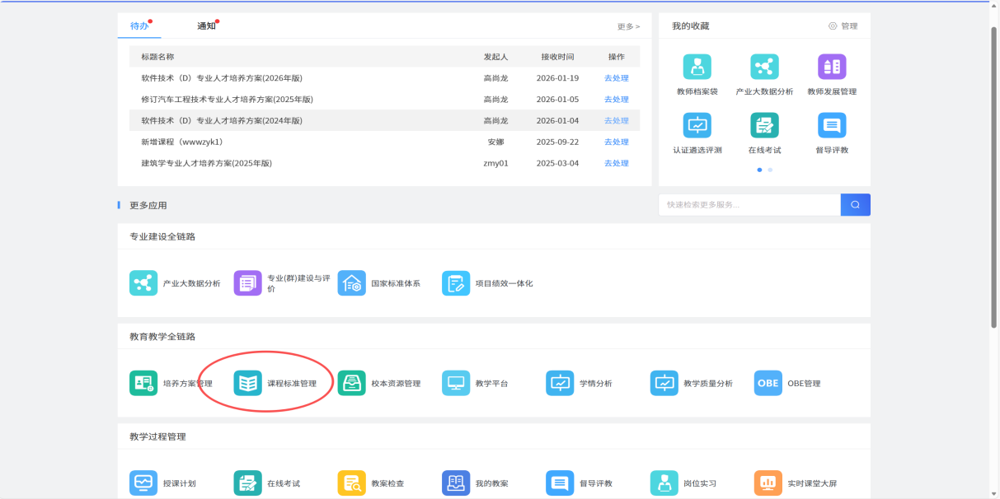 待办 通知 更多 >
标题名称 发起人 接收时间 操作
软件技术（D）专业人才培养方案(2026年版) 高尚龙 2026-01-19 去处理
修订汽车工程技术专业人才培养方案(2025年版) 高尚龙 2026-01-05 去处理
软件技术（D）专业人才培养方案(2024年版) 高尚龙 2026-01-04 去处理
新增课程（wwwzyk1） 安娜 2025-09-22 去处理
建筑学专业人才培养方案(2025年版) zmy01 2025-03-04 去处理
我的收藏 管理
教师档案袋 产业大数据分析 教师发展管理
认证遴选评测 在线考试 督导评教
更多应用
快速检索更多服务...
专业建设全链路
产业大数据分析 专业(群)建设与评
价 国家标准体系 项目绩效一体化
教育教学全链路
培养方案管理 课程标准管理 校本资源管理 教学平台 学情分析 教学质量分析 OBE OBE管理
教学过程管理
授课计划 在线考试 教案检查 我的教案 督导评教 岗位实习 实时课堂大屏